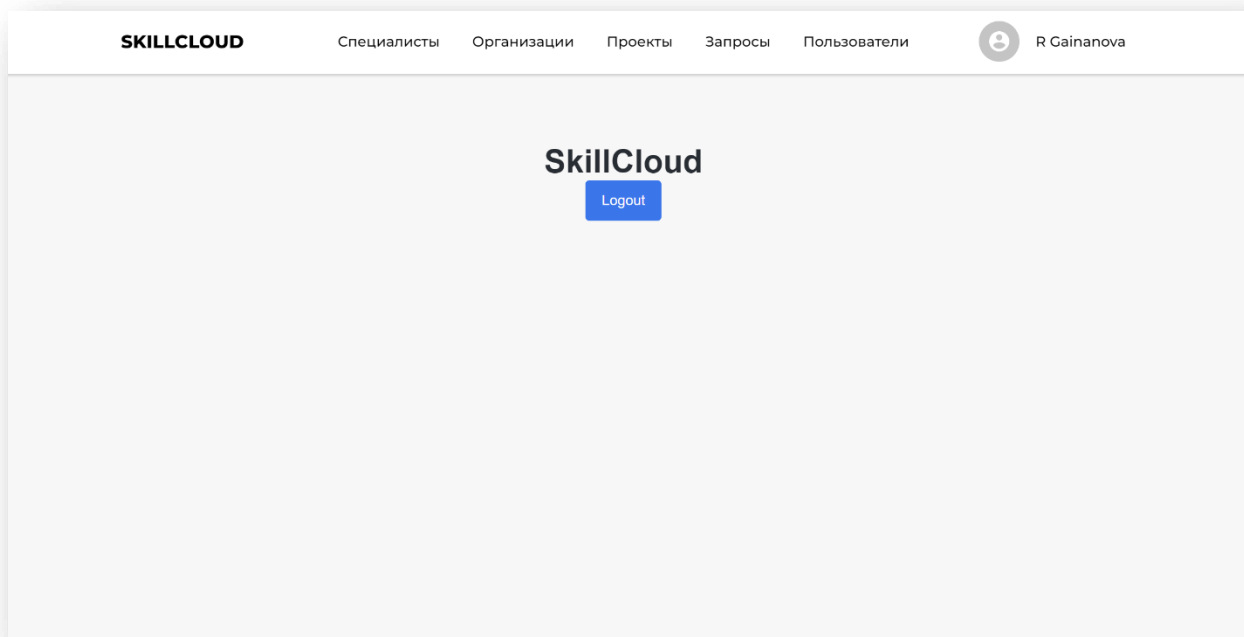 SKILLCLOUD Специалисты Организации Проекты Запросы Пользователи R Gainanova
SkillCloud
Logout